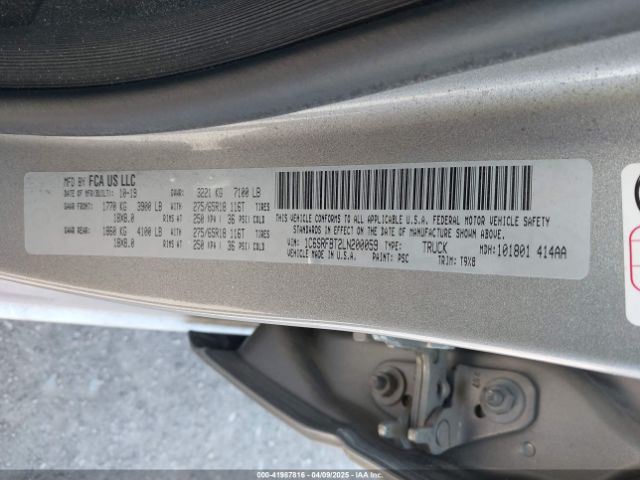 MFD BY FCA US LLC
DATE OF MFR(BUILT): 10-19 GVWR: 3221 KG 7100 LB
GAWR FRONT: 1770 KG 3900 LB WITH 275/65R18 116T
18X8.0 RIMS AT 250 KPA ( 36 PSI) COLD
GAWR REAR: 1860 KG 4100 LB WITH 275/65R18 116T
18X8.0 RIMS AT 250 KPA ( 36 PSI) COLD
THIS VEHICLE CONFORMS TO ALL APPLICABLE U.S.A. FEDERAL MOTOR VEHICLE SAFETY
STANDARDS IN EFFECT ON THE DATE OF MANUFACTURE SHOWN ABOVE.
VIN: 1C6SRFBT2LN200059 TYPE: TRUCK MDH: 101801 414AA
VEHICLE MADE IN U.S.A. PAINT: PSC TRIM: T9X8
000-41987816 - 04/09/2025 - www.iaai.com